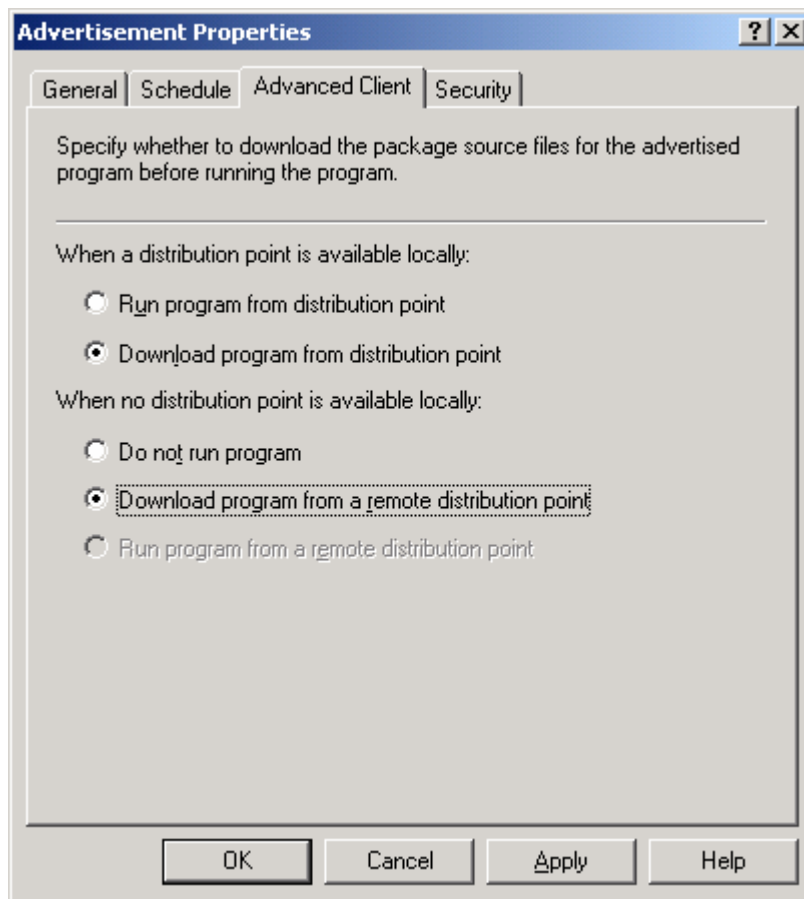 Advertisement Properties
General Schedule Advanced Client Security
Specify whether to download the package source files for the advertised
program before running the program.
When a distribution point is available locally:
Run program from distribution point
Download program from distribution point
When no distribution point is available locally:
Do not run program
Download program from a remote distribution point
Run program from a remote distribution point
OK Cancel Apply Help